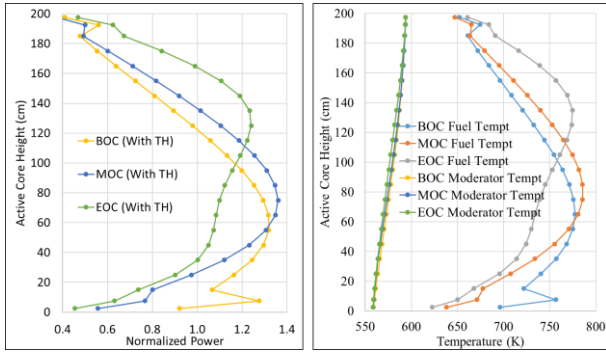 200
180
160
140
120
100
80
60
40
20
0
Active Core Height (cm)
BOC (With TH)
MOC (With TH)
EOC (With TH)
0.4 0.6 0.8 1.0 1.2 1.4
Normalized Power
200
180
160
140
120
100
80
60
40
20
0
Active Core Height (cm)
BOC Fuel Tempt
MOC Fuel Tempt
EOC Fuel Tempt
BOC Moderator Tempt
MOC Moderator Tempt
EOC Moderator Tempt
550 600 650 700 750 800
Temperature (K)